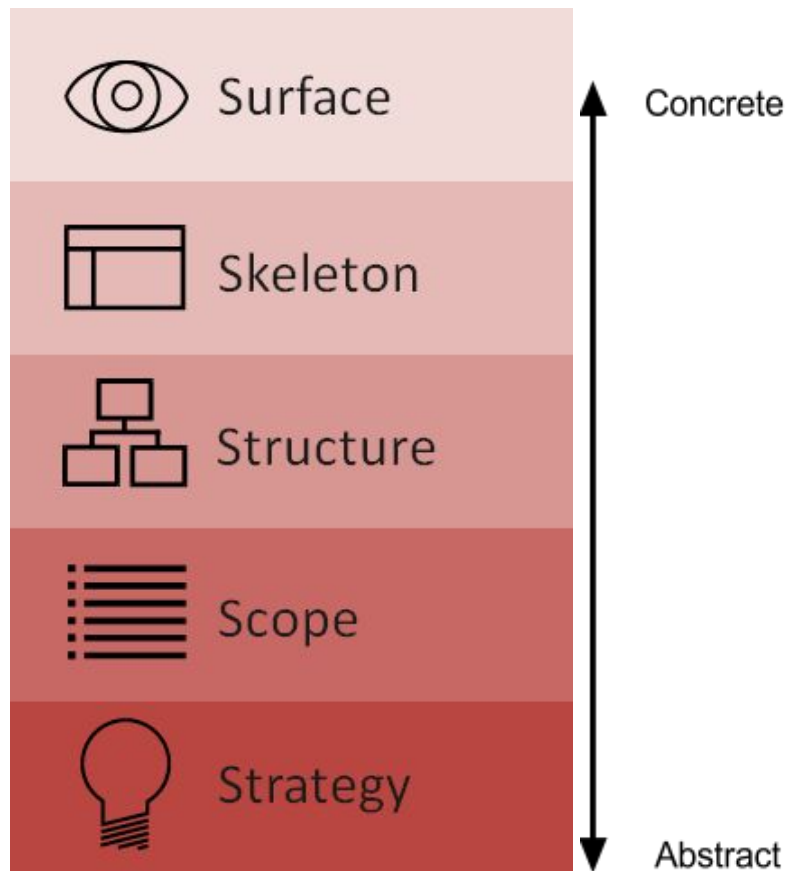 Surface
Concrete
Skeleton
Structure
Scope
Strategy
Abstract